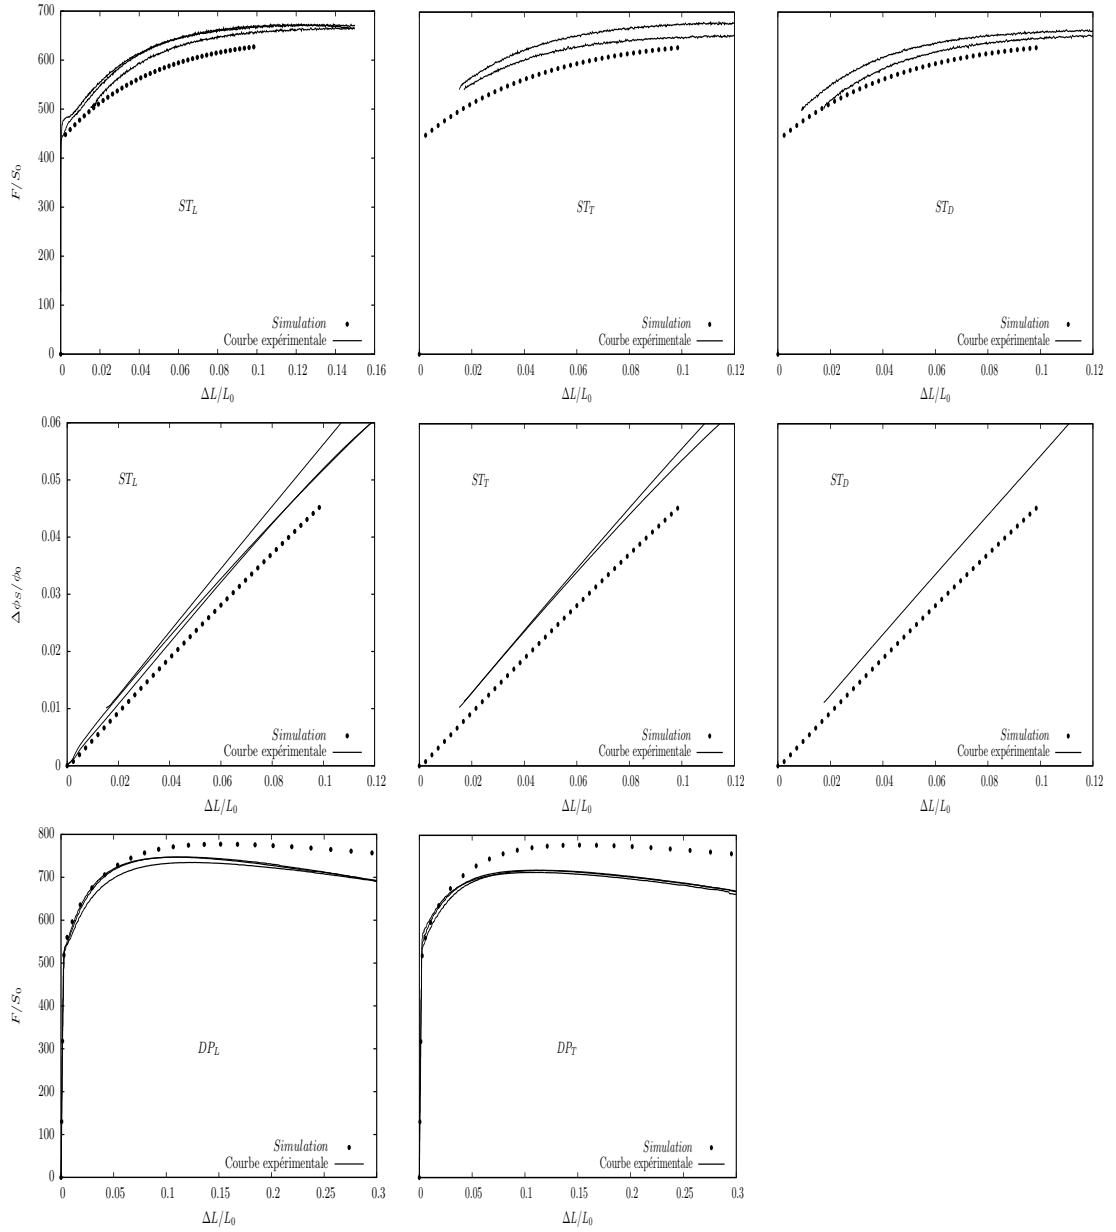 700
600
500
400
300
200
100
0
F/S₀
ST_L
Simulation
Courbe expérimentale
0 0.02 0.04 0.06 0.08 0.1 0.12 0.14 0.16
ΔL/L₀
ST_T
Simulation
Courbe expérimentale
0 0.02 0.04 0.06 0.08 0.1 0.12
ΔL/L₀
ST_D
Simulation
Courbe expérimentale
0 0.02 0.04 0.06 0.08 0.1 0.12
ΔL/L₀
0.06
0.05
0.04
0.03
0.02
0.01
0
Δϕ_S/ϕ₀
ST_L
Simulation
Courbe expérimentale
0 0.02 0.04 0.06 0.08 0.1 0.12
ΔL/L₀
ST_T
Simulation
Courbe expérimentale
0 0.02 0.04 0.06 0.08 0.1 0.12
ΔL/L₀
ST_D
Simulation
Courbe expérimentale
0 0.02 0.04 0.06 0.08 0.1 0.12
ΔL/L₀
800
700
600
500
400
300
200
100
0
F/S₀
DP_L
Simulation
Courbe expérimentale
0 0.05 0.1 0.15 0.2 0.25 0.3
ΔL/L₀
DP_T
Simulation
Courbe expérimentale
0 0.05 0.1 0.15 0.2 0.25 0.3
ΔL/L₀